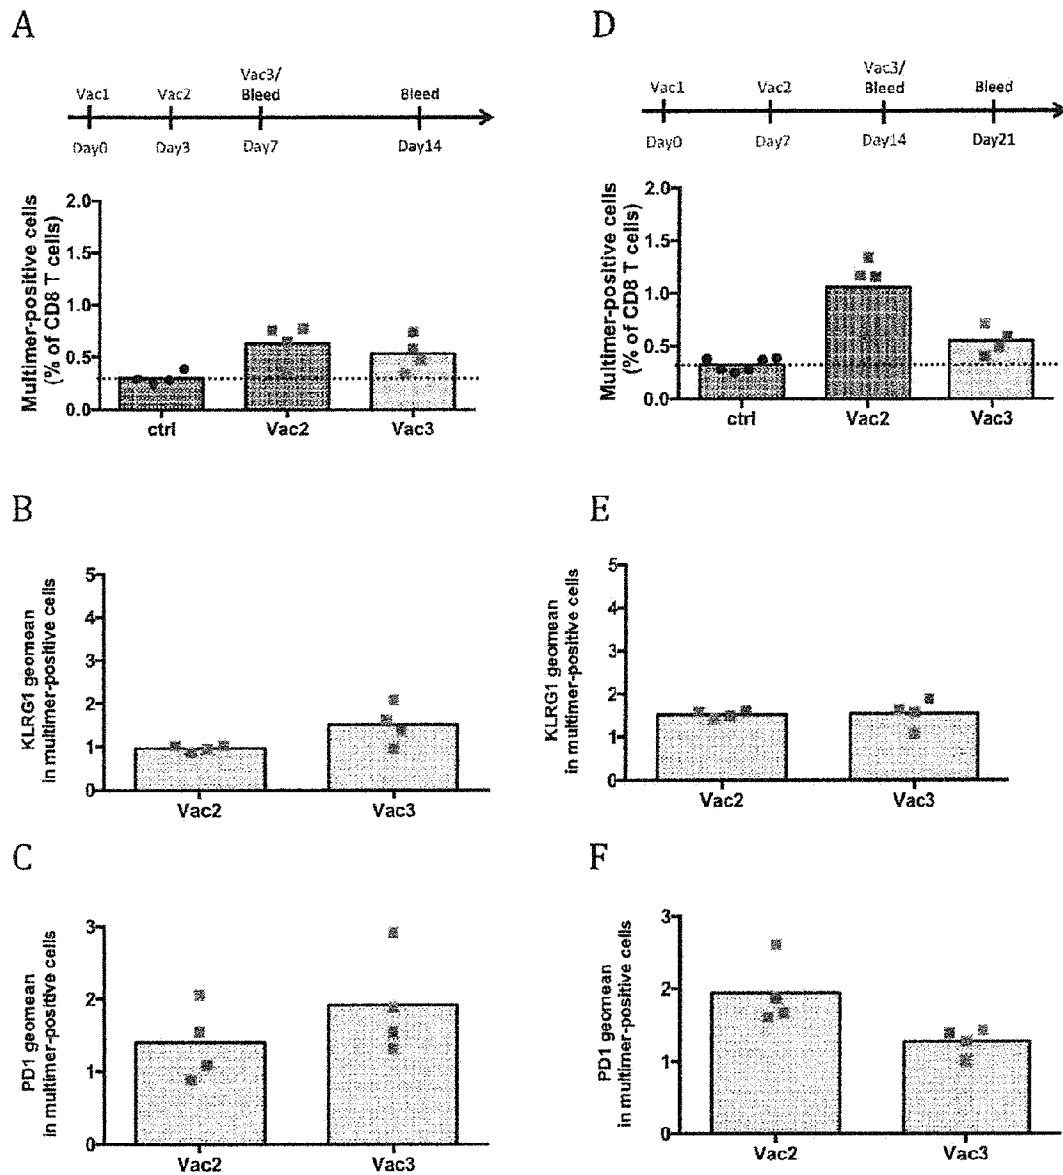 A
Vac1
Vac2
Vac3/
Bleed
Bleed
Day0
Day3
Day7
Day14
Multimer-positive cells
(% of CD8 T cells)
2.0
1.5
1.0
0.5
0.0
ctrl
Vac2
Vac3
D
Vac1
Vac2
Vac3/
Bleed
Bleed
Day0
Day7
Day14
Day21
Multimer-positive cells
(% of CD8 T cells)
2.0
1.5
1.0
0.5
0.0
ctrl
Vac2
Vac3
B
KLRG1 geomean
in multimer-positive cells
5
4
3
2
1
0
Vac2
Vac3
E
KLRG1 geomean
in multimer-positive cells
5
4
3
2
1
0
Vac2
Vac3
C
PD1 geomean
in multimer-positive cells
3
2
1
0
Vac2
Vac3
F
PD1 geomean
in multimer-positive cells
3
2
1
0
Vac2
Vac3